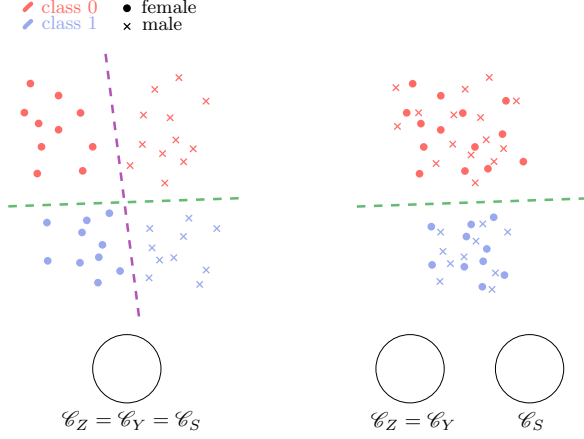 class 0 female
class 1 male
𝒞_Z = 𝒞_Y = 𝒞_S
𝒞_Z = 𝒞_Y
𝒞_S